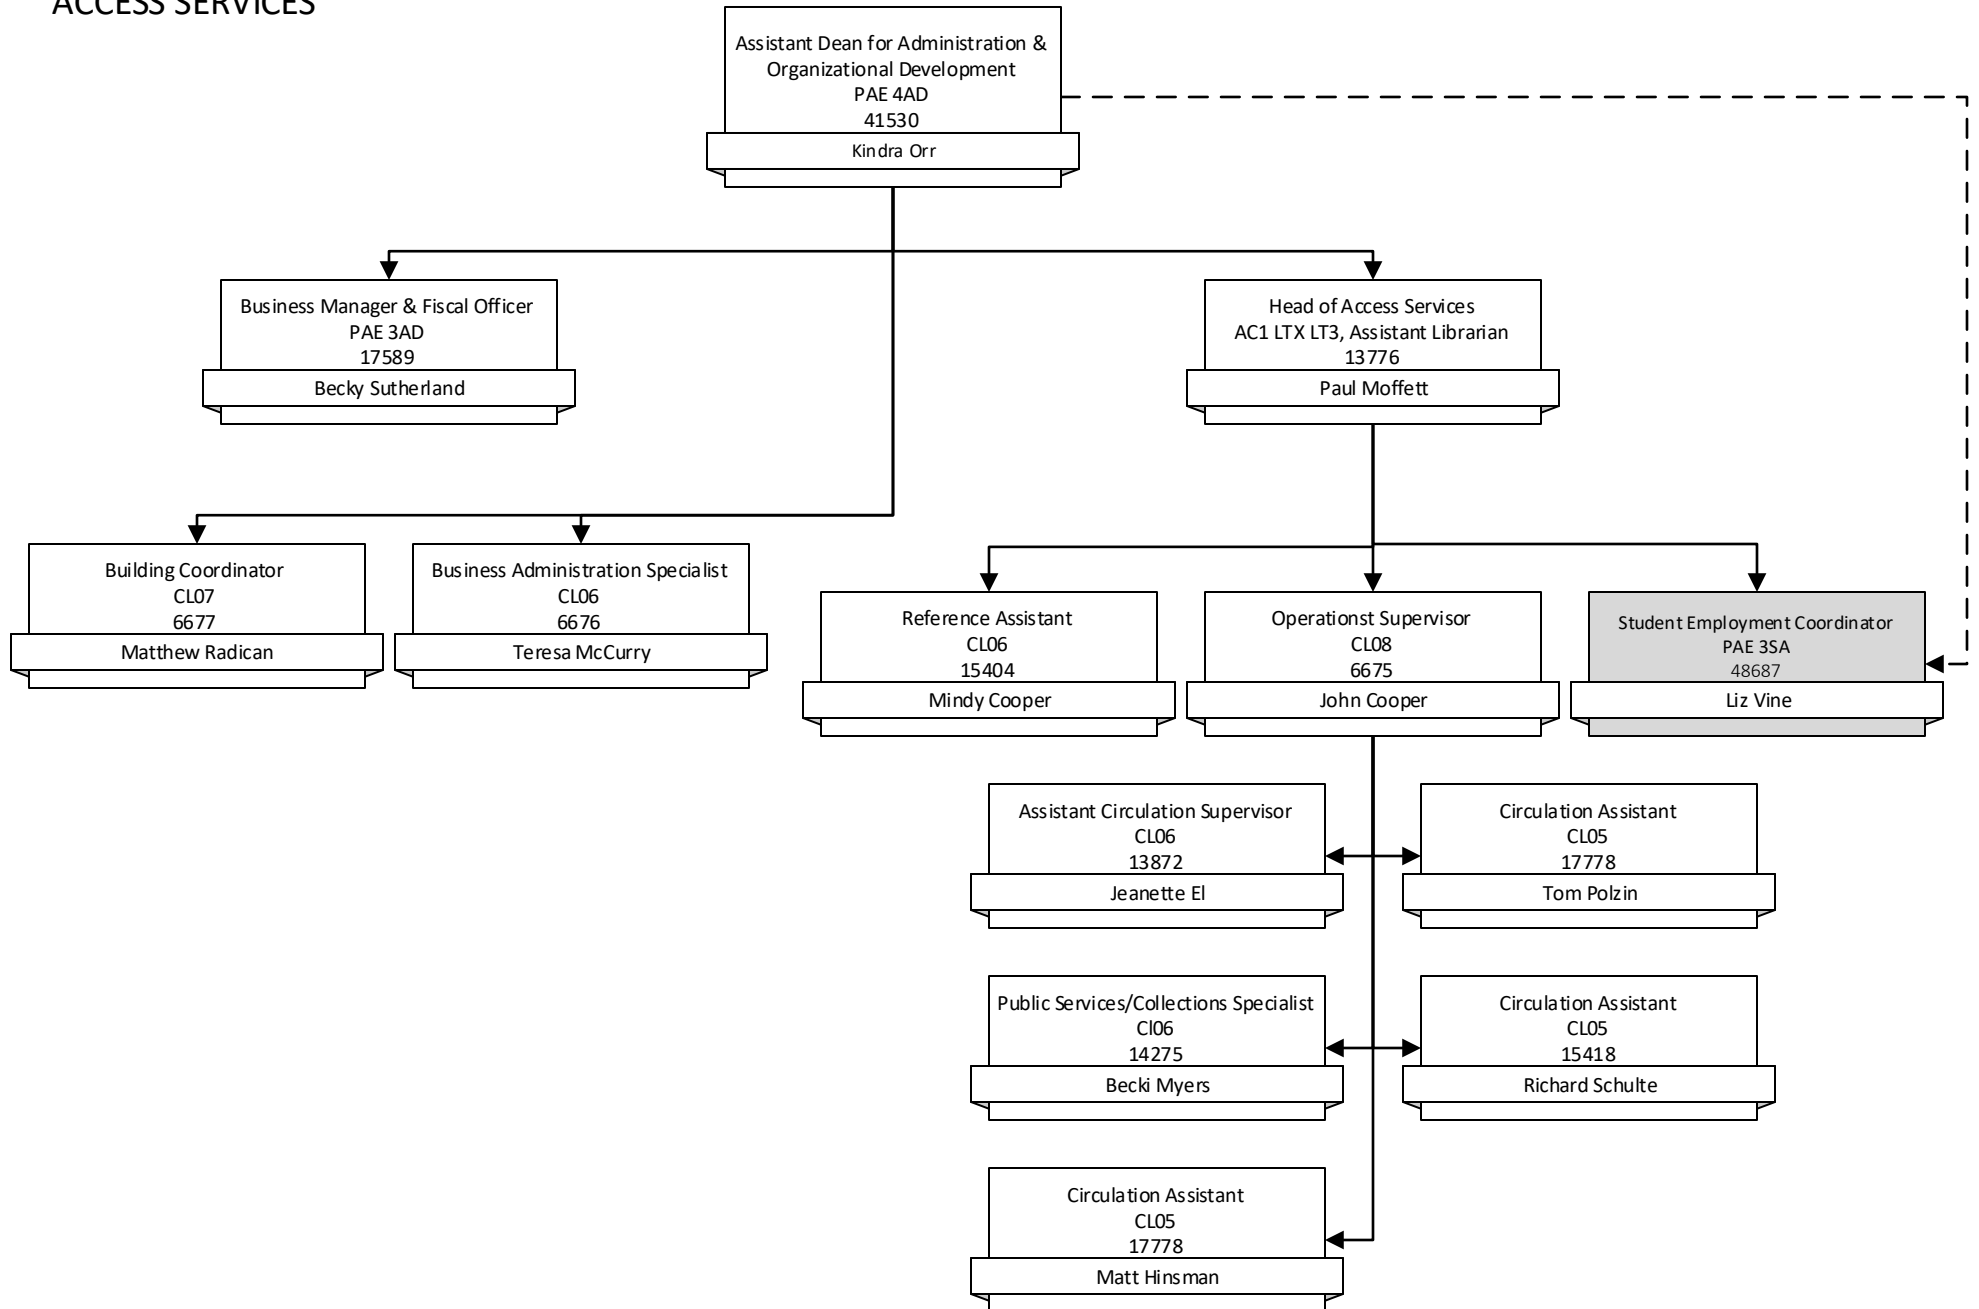 ACCESS SERVICES
Assistant Dean for Administration &
Organizational Development
PAE 4AD
41530
Kindra Orr
Business Manager & Fiscal Officer
PAE 3AD
17589
Becky Sutherland
Head of Access Services
AC1 LTX LT3, Assistant Librarian
13776
Paul Moffett
Building Coordinator
CL07
6677
Matthew Radican
Business Administration Specialist
CL06
6676
Teresa McCurry
Reference Assistant
CL06
15404
Mindy Cooper
Operationst Supervisor
CL08
6675
John Cooper
Student Employment Coordinator
PAE 3SA
48687
Liz Vine
Assistant Circulation Supervisor
CL06
13872
Jeanette El
Circulation Assistant
CL05
17778
Tom Polzin
Public Services/Collections Specialist
Cl06
14275
Becki Myers
Circulation Assistant
CL05
15418
Richard Schulte
Circulation Assistant
CL05
17778
Matt Hinsman